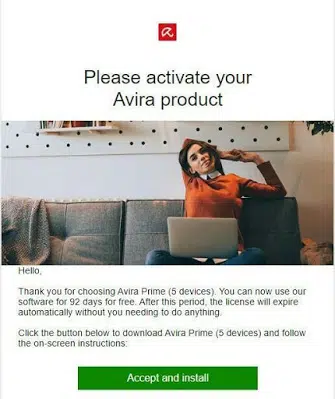 Please activate your
Avira product
Hello,
Thank you for choosing Avira Prime (5 devices). You can now use our
software for 92 days for free. After this period, the license will expire
automatically without you needing to do anything.
Click the button below to download Avira Prime (5 devices) and follow
the on-screen instructions:
Accept and install